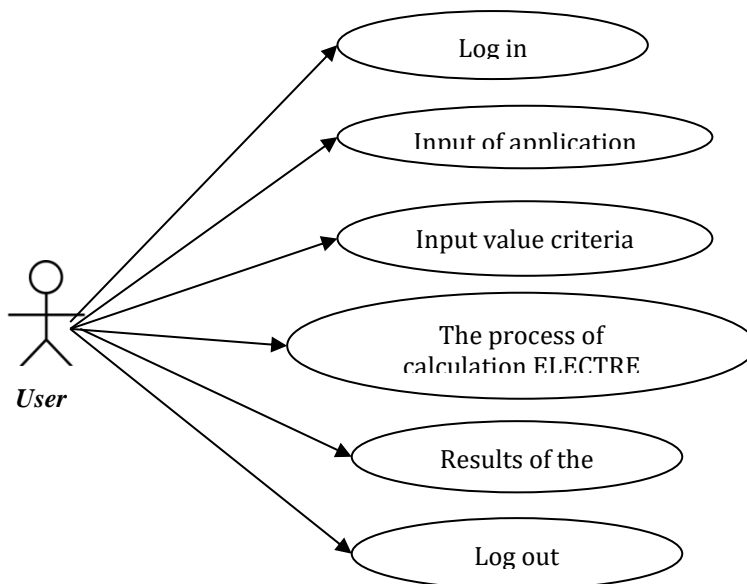 Log in
Input of application
Input value criteria
The process of
calculation ELECTRE
User
Results of the
Log out